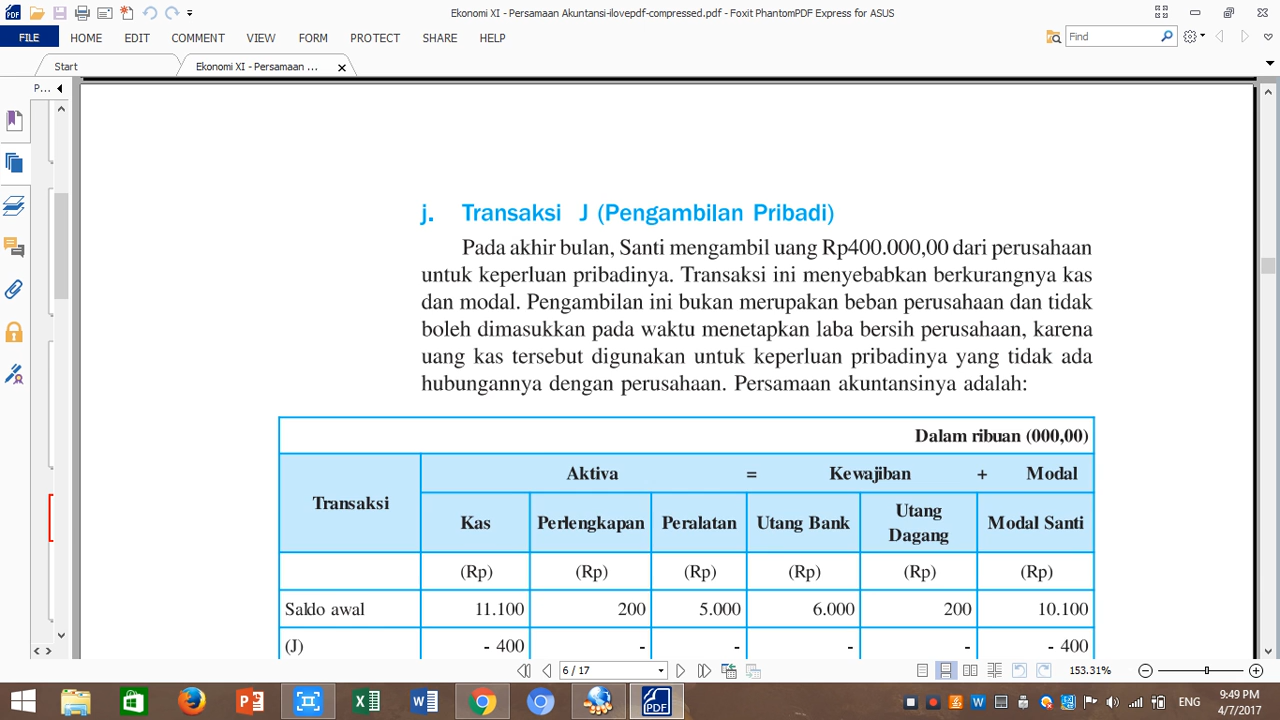 Ekonomi XI - Persamaan Akuntansi-ilovepdf-compressed.pdf - Foxit PhantomPDF Express for ASUS
FILE HOME EDIT COMMENT VIEW FORM PROTECT SHARE HELP Find
Start Ekonomi XI - Persamaan ...
P...
j. Transaksi J (Pengambilan Pribadi)
Pada akhir bulan, Santi mengambil uang Rp400.000,00 dari perusahaan
untuk keperluan pribadinya. Transaksi ini menyebabkan berkurangnya kas
dan modal. Pengambilan ini bukan merupakan beban perusahaan dan tidak
boleh dimasukkan pada waktu menetapkan laba bersih perusahaan, karena
uang kas tersebut digunakan untuk keperluan pribadinya yang tidak ada
hubungannya dengan perusahaan. Persamaan akuntansinya adalah:
Dalam ribuan (000,00)
Transaksi Aktiva = Kewajiban + Modal
Kas Perlengkapan Peralatan Utang Bank Utang Dagang Modal Santi
(Rp) (Rp) (Rp) (Rp) (Rp) (Rp)
Saldo awal 11.100 200 5.000 6.000 200 10.100
(J) - 400 - - - - - 400
6 / 17 153.31%
ENG 9:49 PM
4/7/2017